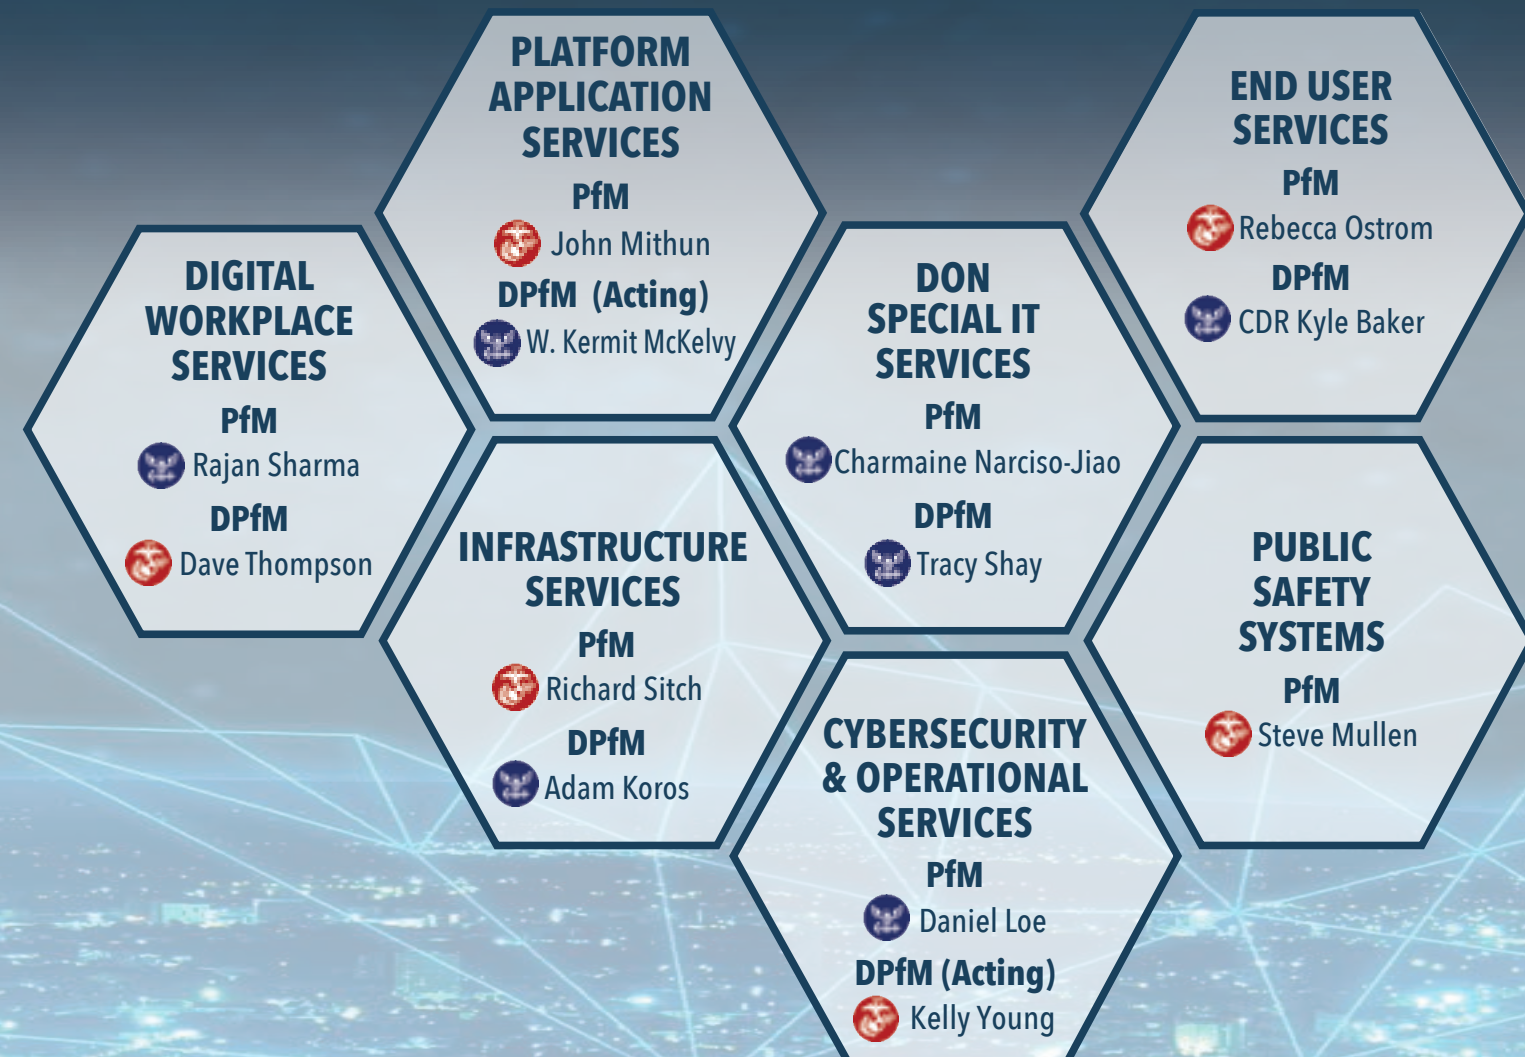 PLATFORM
APPLICATION
SERVICES
PfM
John Mithun
DPfM (Acting)
W. Kermit McKelvy
END USER
SERVICES
PfM
Rebecca Ostrom
DPfM
CDR Kyle Baker
DIGITAL
WORKPLACE
SERVICES
PfM
Rajan Sharma
DPfM
Dave Thompson
DON
SPECIAL IT
SERVICES
PfM
Charmaine Narciso-Jiao
DPfM
Tracy Shay
INFRASTRUCTURE
SERVICES
PfM
Richard Sitch
DPfM
Adam Koros
PUBLIC
SAFETY
SYSTEMS
PfM
Steve Mullen
CYBERSECURITY
& OPERATIONAL
SERVICES
PfM
Daniel Loe
DPfM (Acting)
Kelly Young